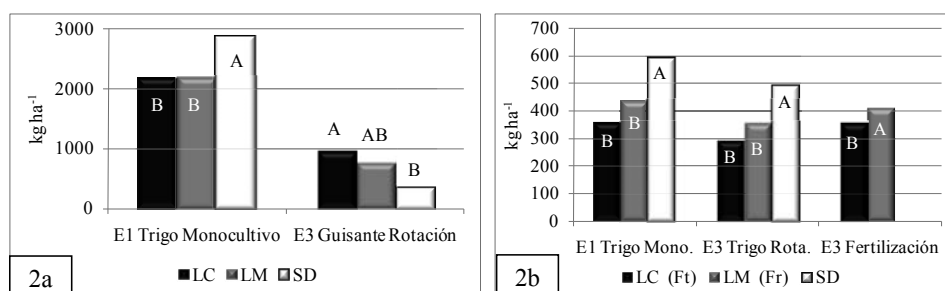 3000
2000
1000
0
kg ha⁻¹
B
B
A
A
AB
B
E1 Trigo Monocultivo
E3 Guisante Rotación
2a
LC
LM
SD
700
600
500
400
300
200
100
0
kg ha⁻¹
B
B
A
B
B
A
B
A
E1 Trigo Mono.
E3 Trigo Rota.
E3 Fertilización
2b
LC (Ft)
LM (Fr)
SD